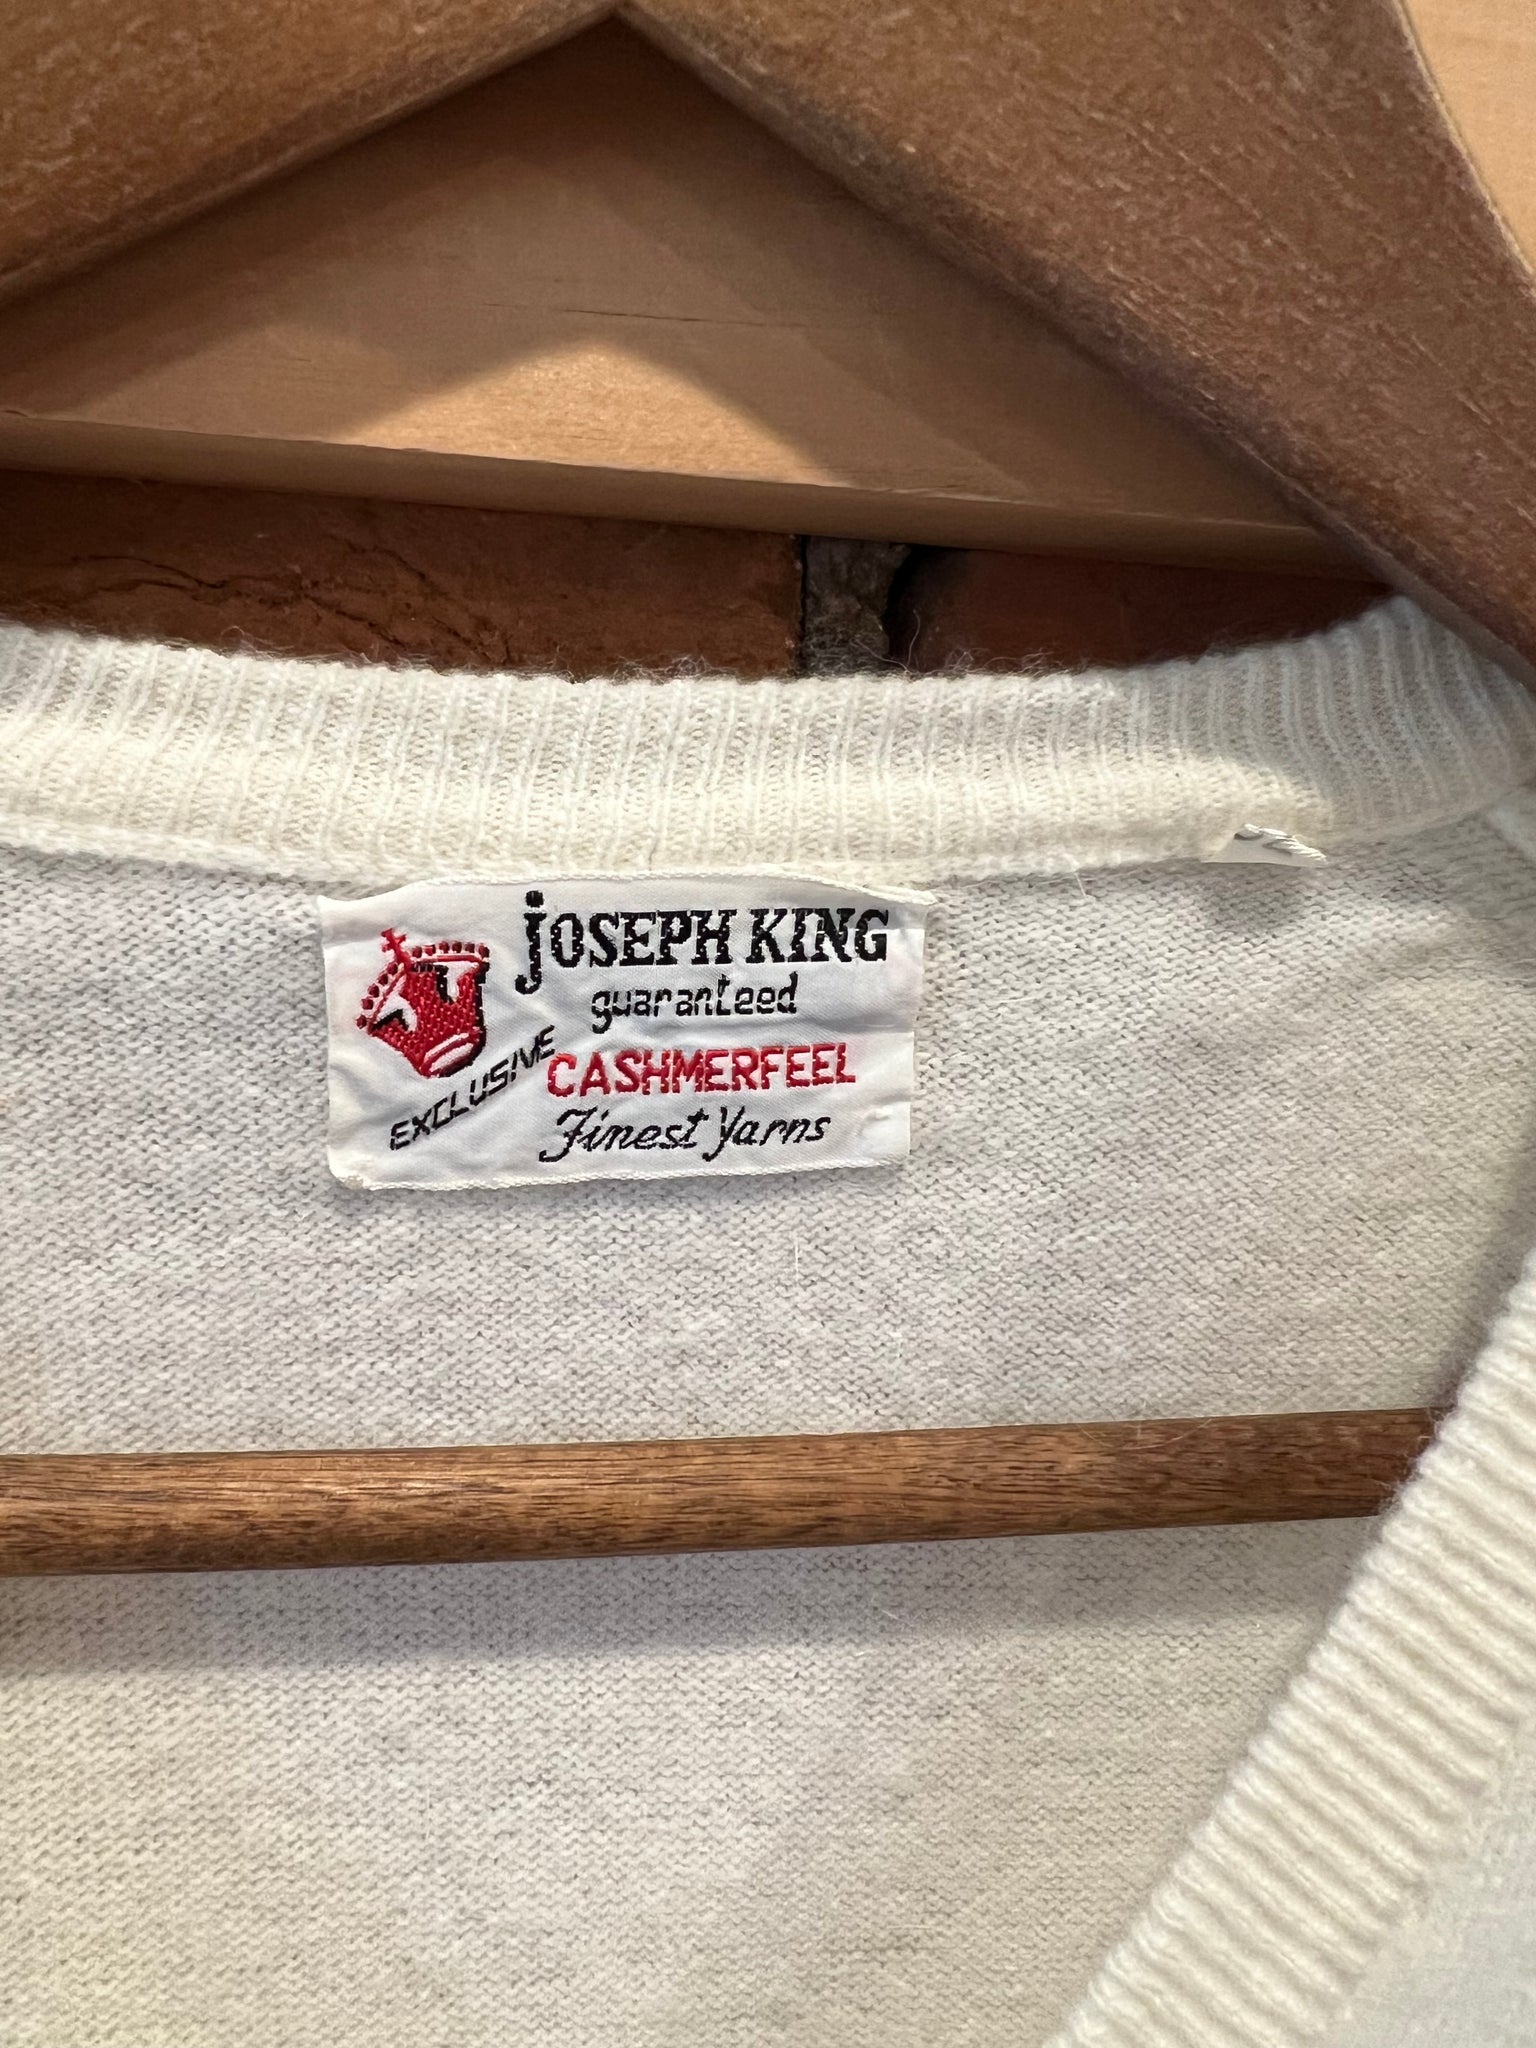 JOSEPH KING
guaranteed
EXCLUSIVE
CASHMERFEEL
Finest Yarns